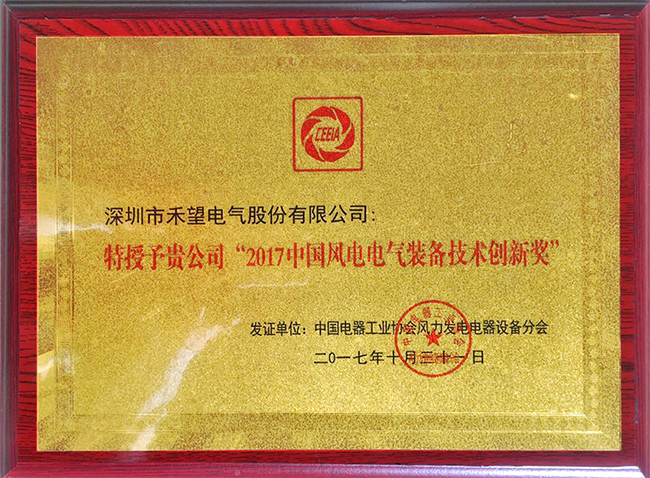 CEEIA
深圳市禾望电气股份有限公司:
特授予贵公司“2017中国风电电气装备技术创新奖”
发证单位: 中国电器工业协会风力发电电器设备分会
二0一七年十月三十一日